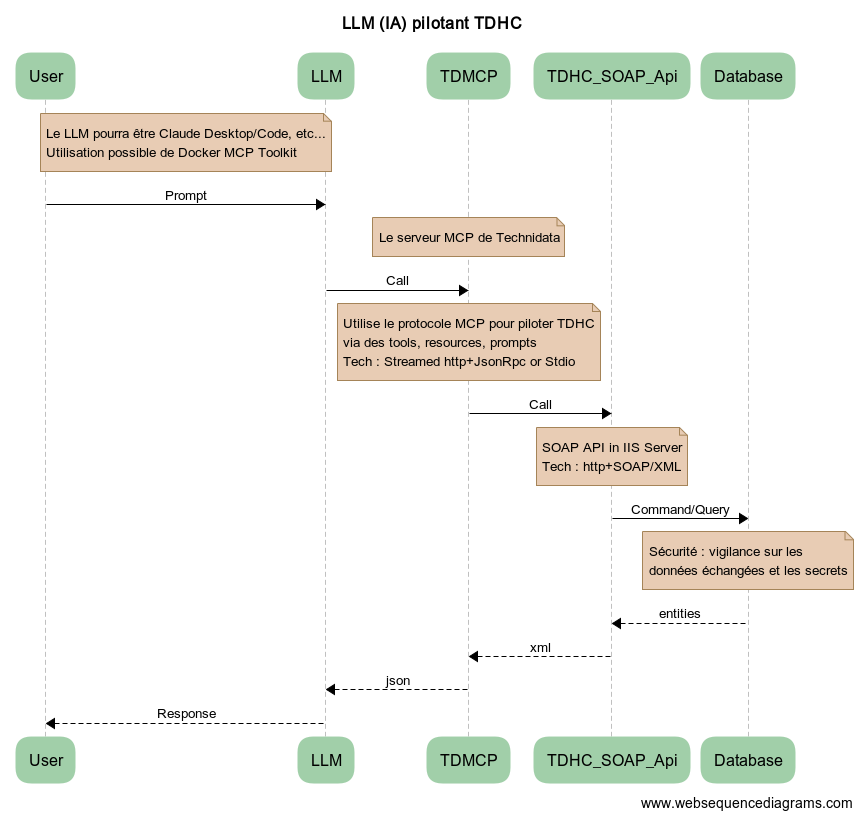 LLM (IA) pilotant TDHC
User
LLM
TDMCP
TDHC_SOAP_Api
Database
Le LLM pourra être Claude Desktop/Code, etc...
Utilisation possible de Docker MCP Toolkit
Prompt
Le serveur MCP de Technidata
Call
Utilise le protocole MCP pour piloter TDHC
via des tools, resources, prompts
Tech : Streamed http+JsonRpc or Stdio
Call
SOAP API in IIS Server
Tech : http+SOAP/XML
Command/Query
Sécurité : vigilance sur les
données échangées et les secrets
entities
xml
json
Response
User
LLM
TDMCP
TDHC_SOAP_Api
Database
www.websequencediagrams.com